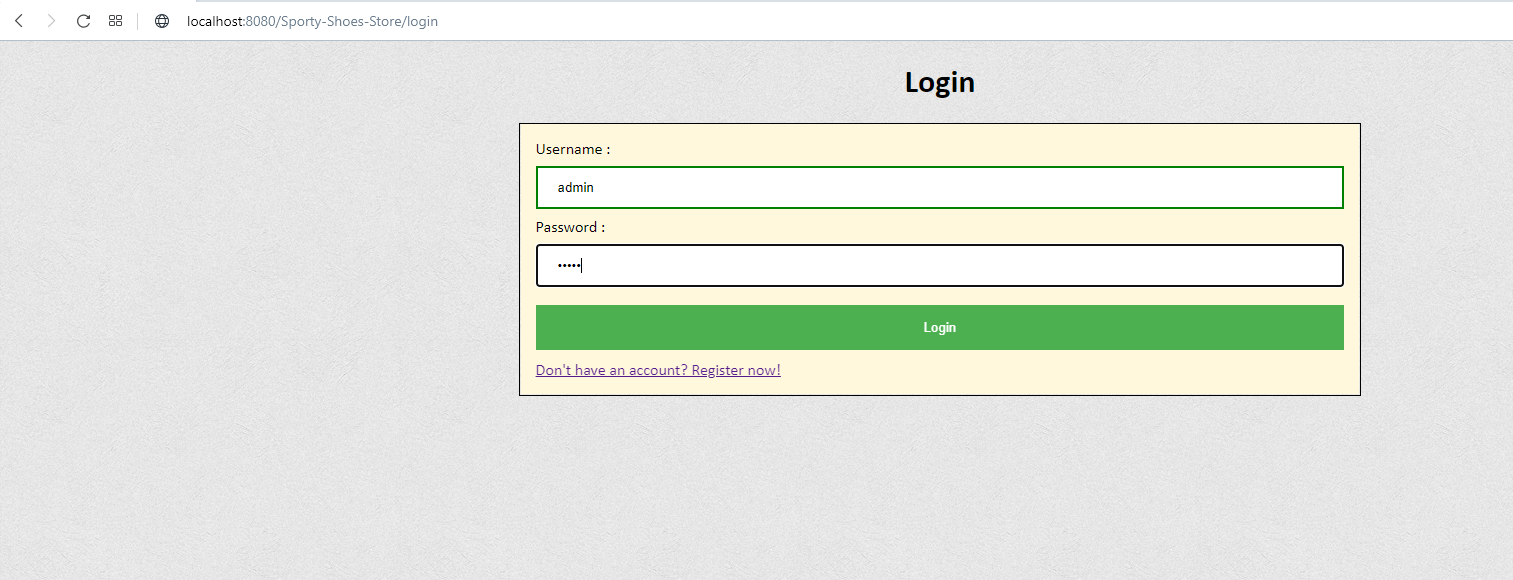 localhost:8080/Sporty-Shoes-Store/login
Login
Username :
admin
Password :
•••••
Login
Don't have an account? Register now!